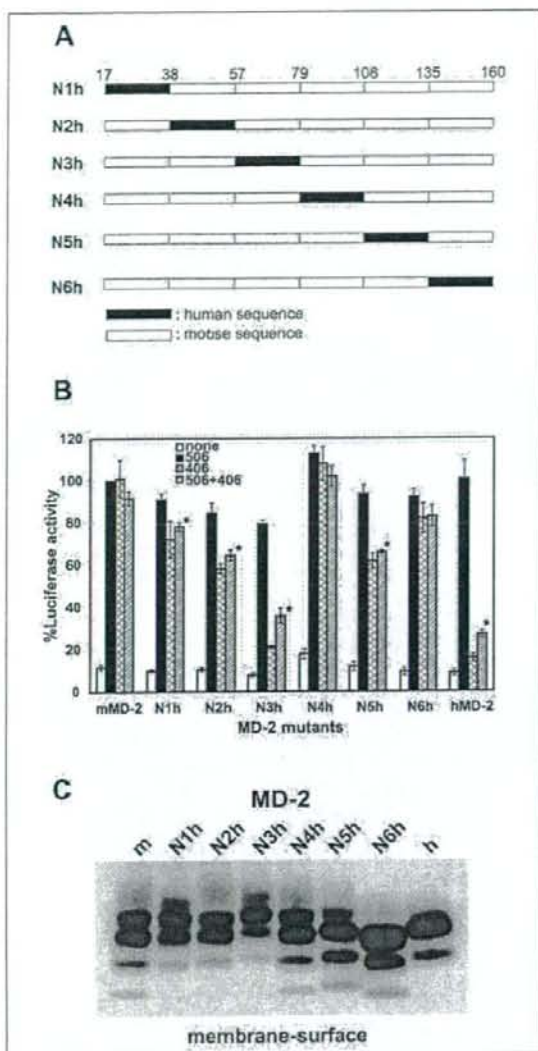 A
17 38 57 79 108 135 160
N1h
N2h
N3h
N4h
N5h
N6h
: human sequence
: mouse sequence
B
%Luciferase activity
120
100
80
60
40
20
0
none
506
406
506+406
*
*
*
*
*
mMD-2 N1h N2h N3h N4h N5h N6h hMD-2
MD-2 mutants
C
MD-2
m N1h N2h N3h N4h N5h N6h h
membrane-surface